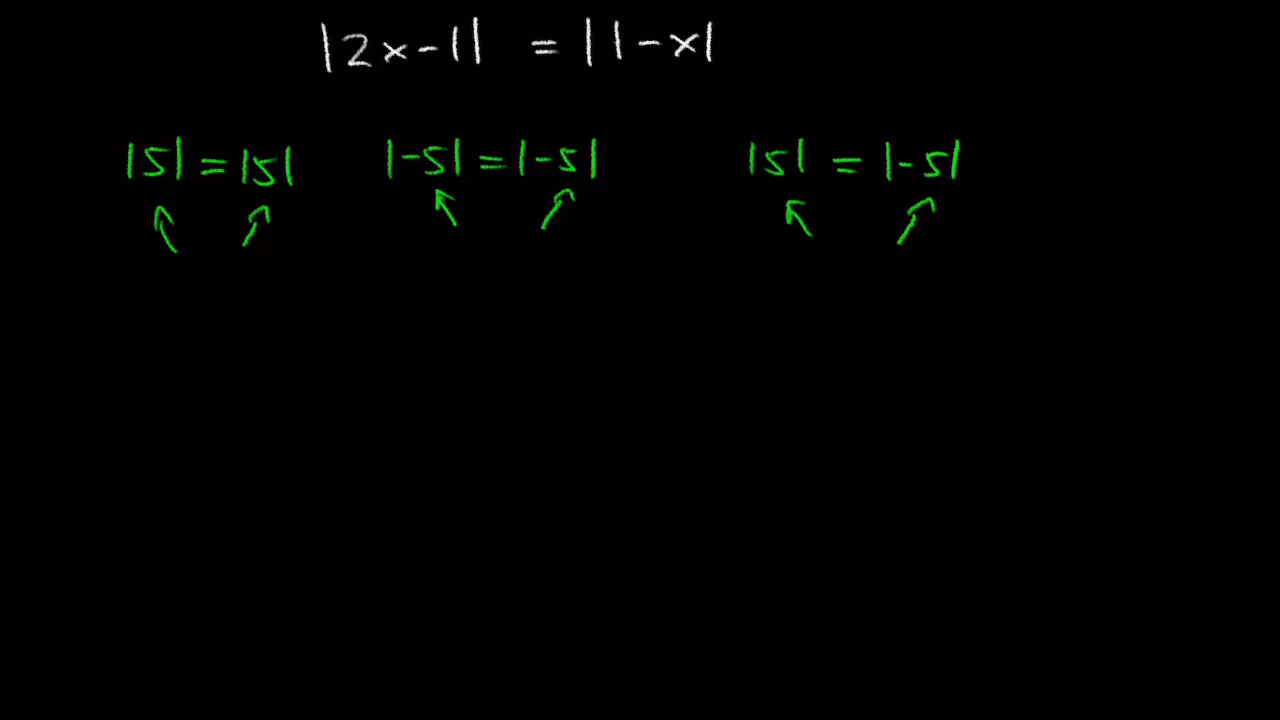 |2x-1| = |1-x|
|5| = |5| |-5| = |-5| |5| = |-5|